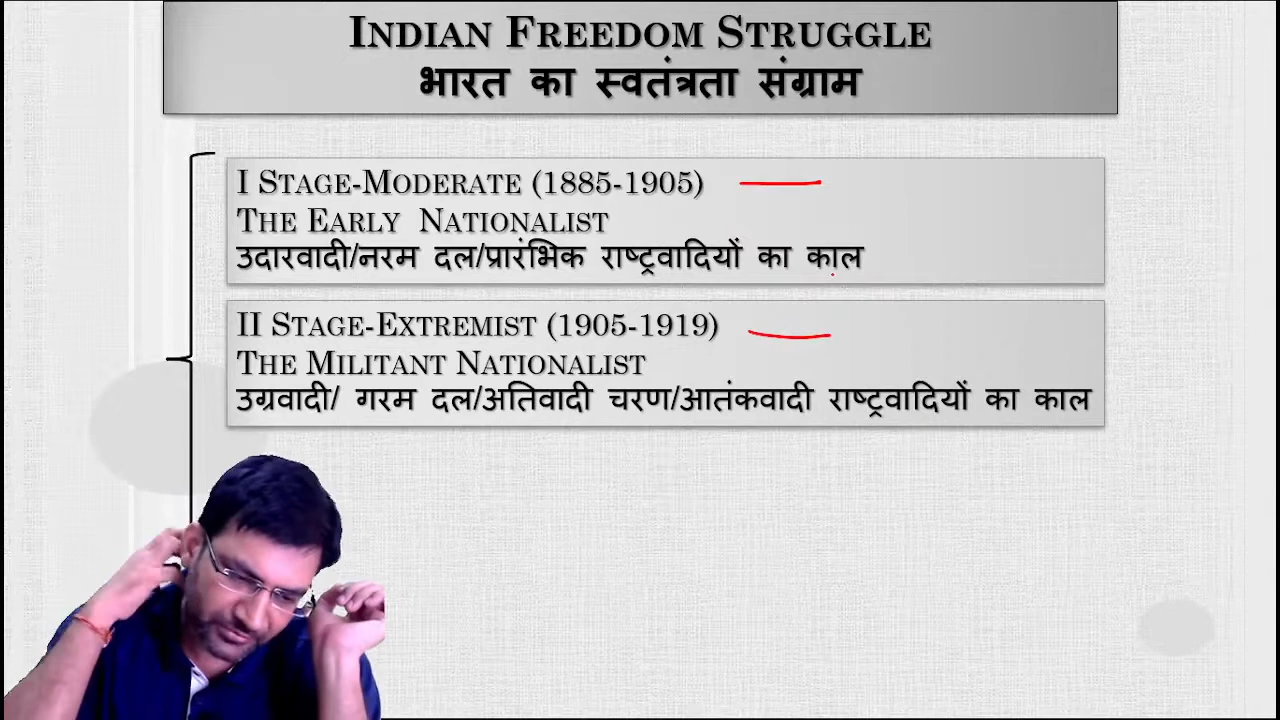 INDIAN FREEDOM STRUGGLE
भारत का स्वतंत्रता संग्राम
I STAGE-MODERATE (1885-1905)
THE EARLY NATIONALIST
उदारवादी/नरम दल/प्रारंभिक राष्ट्रवादियों का काल
II STAGE-EXTREMIST (1905-1919)
THE MILITANT NATIONALIST
उग्रवादी/ गरम दल/अतिवादी चरण/आतंकवादी राष्ट्रवादियों का काल